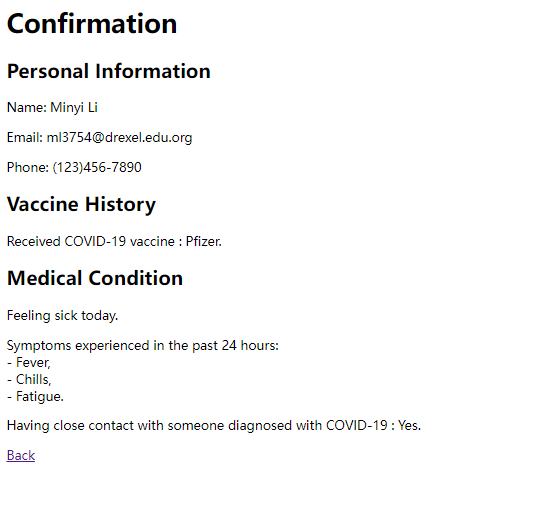 Confirmation
Personal Information
Name: Minyi Li
Email: ml3754@drexel.edu.org
Phone: (123)456-7890
Vaccine History
Received COVID-19 vaccine : Pfizer.
Medical Condition
Feeling sick today.
Symptoms experienced in the past 24 hours:
- Fever,
- Chills,
- Fatigue.
Having close contact with someone diagnosed with COVID-19 : Yes.
Back